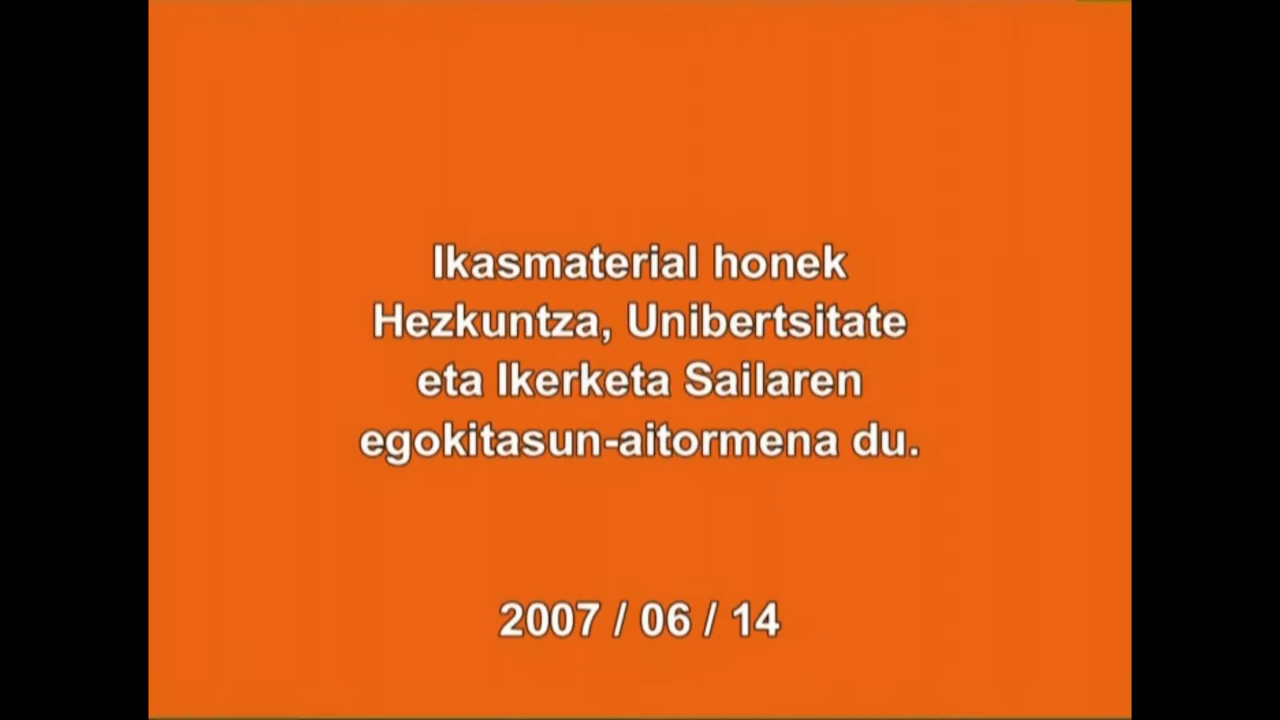 Ikasmaterial honek
Hezkuntza, Unibertsitate
eta Ikerketa Sailaren
egokitasun-aitormena du.
2007 / 06 / 14